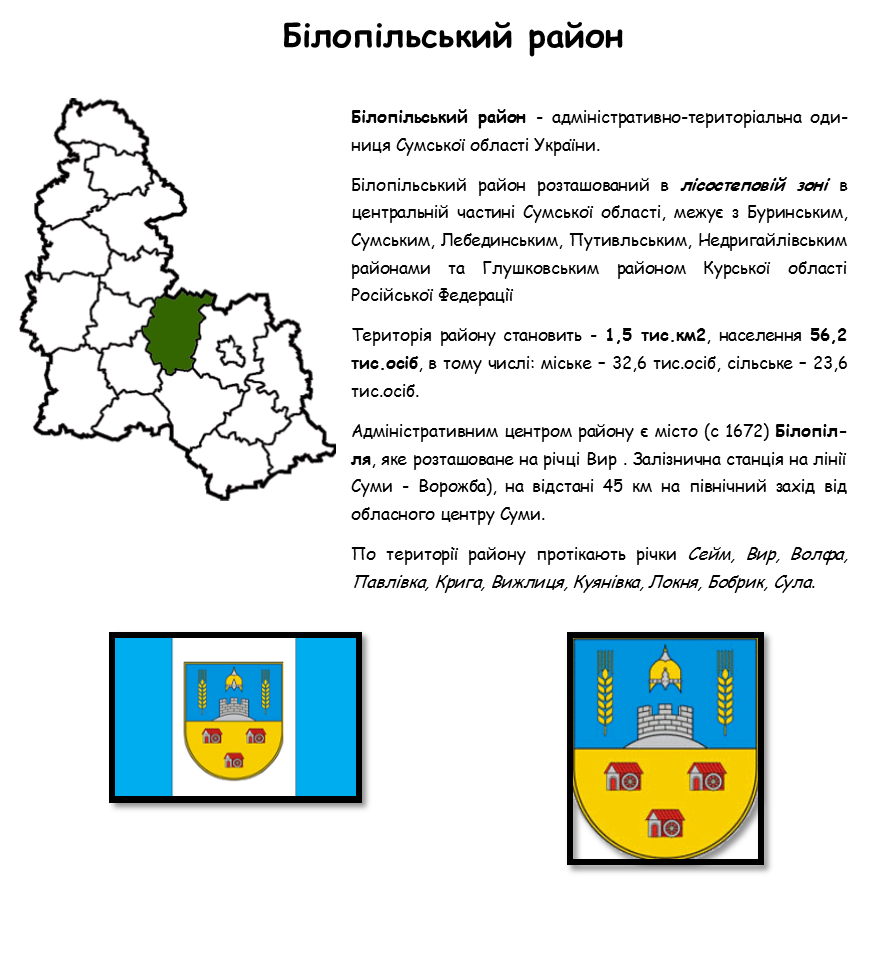 Білопільський район
Білопільський район - адміністративно-територіальна оди-
ниця Сумської області України.
Білопільський район розташований в лісостеповій зоні в
центральній частині Сумської області, межує з Буринським,
Сумським, Лебединським, Путивльським, Недригайлівським
районами та Глушковським районом Курської області
Російської Федерації
Територія району становить - 1,5 тис.км2, населення 56,2
тис.осіб, в тому числі: міське – 32,6 тис.осіб, сільське – 23,6
тис.осіб.
Адміністративним центром району є місто (с 1672) Білопіл-
ля, яке розташоване на річці Вир . Залізнична станція на лінії
Суми - Ворожба), на відстані 45 км на північний захід від
обласного центру Суми.
По території району протікають річки Сейм, Вир, Волфа,
Павлівка, Крига, Вижлиця, Куянівка, Локня, Бобрик, Сула.